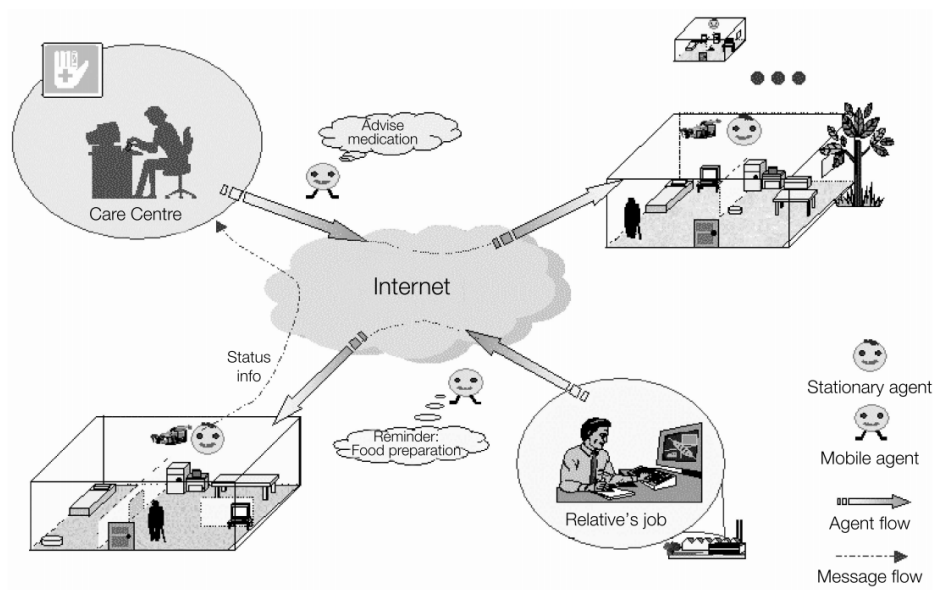 Advise
medication
Care Centre
Internet
Status
info
Reminder:
Food preparation
Relative's job
Stationary agent
Mobile agent
Agent flow
Message flow